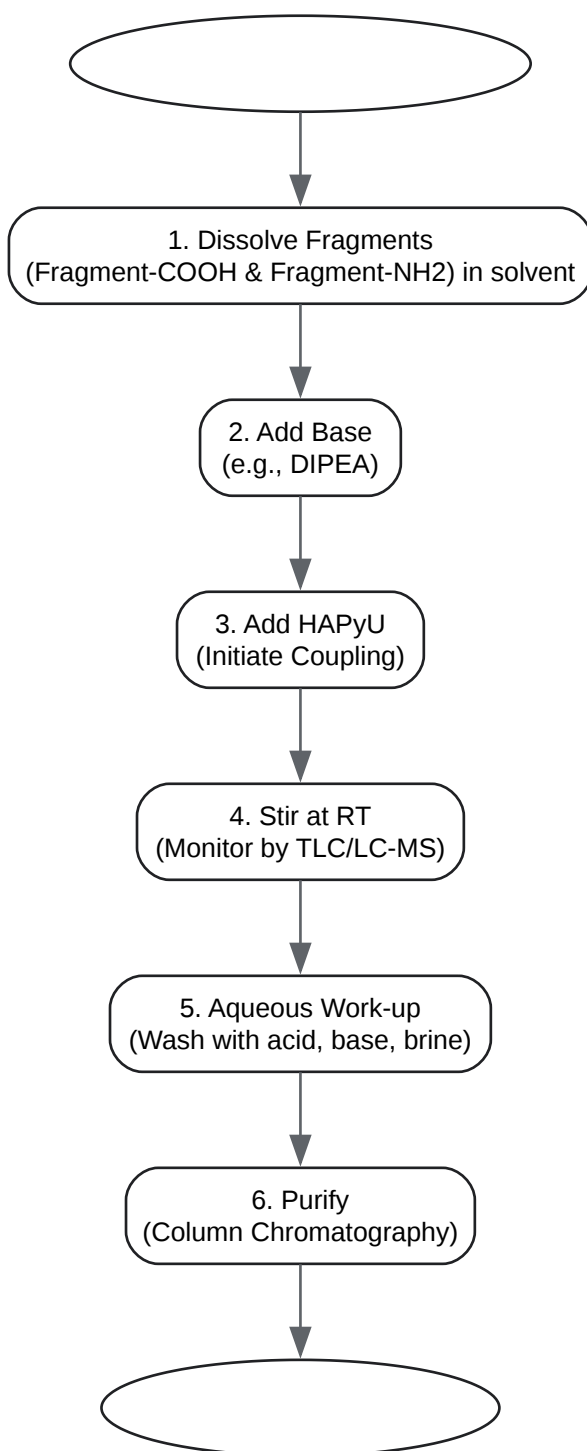 1. Dissolve Fragments
(Fragment-COOH & Fragment-NH2) in solvent
2. Add Base
(e.g., DIPEA)
3. Add HAPyU
(Initiate Coupling)
4. Stir at RT
(Monitor by TLC/LC-MS)
5. Aqueous Work-up
(Wash with acid, base, brine)
6. Purify
(Column Chromatography)